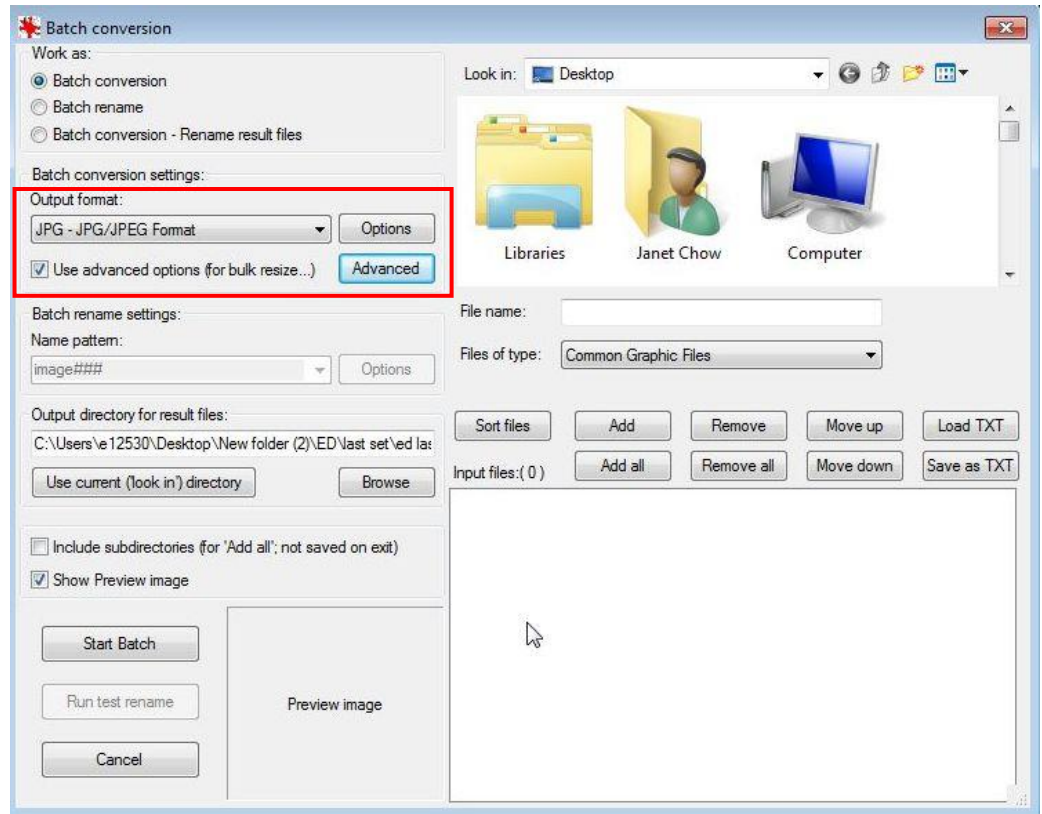 Batch conversion
Work as:
Batch conversion
Batch rename
Batch conversion - Rename result files
Batch conversion settings:
Output format:
JPG - JPG/JPEG Format
Options
Use advanced options (for bulk resize...)
Advanced
Batch rename settings:
Name pattern:
image###
Options
Output directory for result files:
C:\Users\e12530\Desktop\New folder (2)\ED\last set\ed las
Use current ('look in') directory
Browse
Include subdirectories (for 'Add all'; not saved on exit)
Show Preview image
Start Batch
Run test rename
Cancel
Preview image
Look in:
Desktop
Libraries
Janet Chow
Computer
File name:
Files of type:
Common Graphic Files
Sort files
Add
Remove
Move up
Load TXT
Input files:( 0 )
Add all
Remove all
Move down
Save as TXT